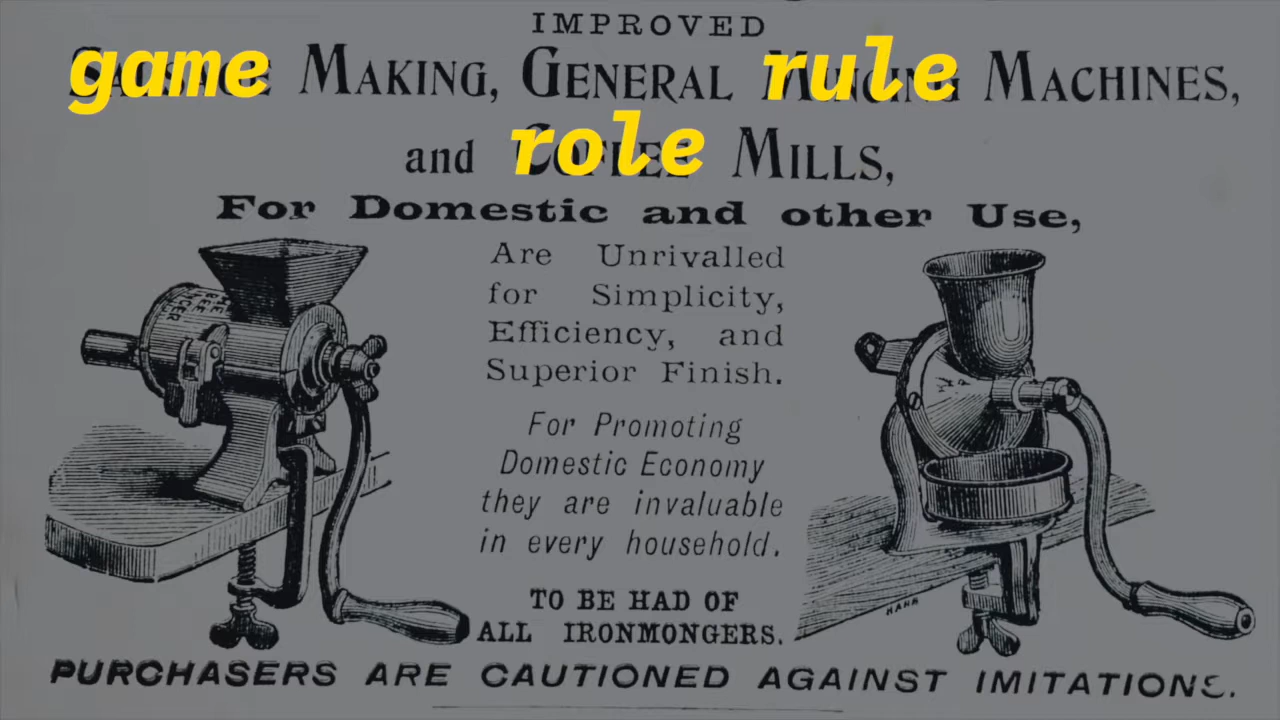 IMPROVED
game MAKING, GENERAL rule MACHINES,
and role MILLS,
For Domestic and other Use,
Are Unrivalled
for Simplicity,
Efficiency, and
Superior Finish.
For Promoting
Domestic Economy
they are invaluable
in every household.
TO BE HAD OF
ALL IRONMONGERS.
PURCHASERS ARE CAUTIONED AGAINST IMITATIONS.